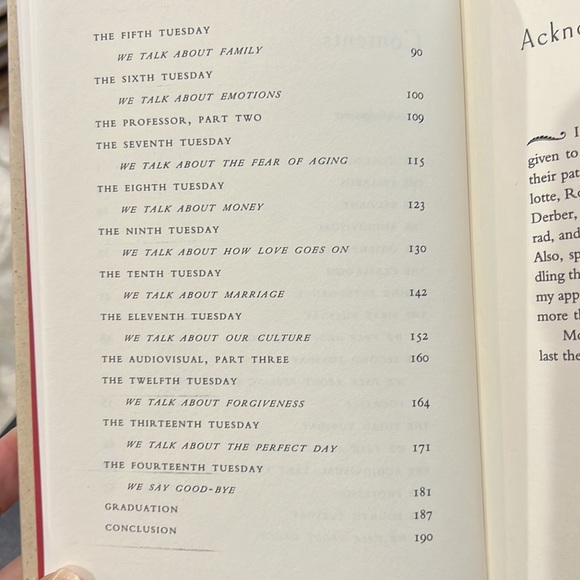 THE FIFTH TUESDAY
WE TALK ABOUT FAMILY 90
THE SIXTH TUESDAY
WE TALK ABOUT EMOTIONS 100
THE PROFESSOR, PART TWO 109
THE SEVENTH TUESDAY
WE TALK ABOUT THE FEAR OF AGING 115
THE EIGHTH TUESDAY
WE TALK ABOUT MONEY 123
THE NINTH TUESDAY
WE TALK ABOUT HOW LOVE GOES ON 130
THE TENTH TUESDAY
WE TALK ABOUT MARRIAGE 142
THE ELEVENTH TUESDAY
WE TALK ABOUT OUR CULTURE 152
THE AUDIOVISUAL, PART THREE 160
THE TWELFTH TUESDAY
WE TALK ABOUT FORGIVENESS 164
THE THIRTEENTH TUESDAY
WE TALK ABOUT THE PERFECT DAY 171
THE FOURTEENTH TUESDAY
WE SAY GOOD-BYE 181
GRADUATION 187
CONCLUSION 190
Ackno
I
given to
their pat
lotte, Ro
Derber,
rad, and
Also, sp
dling th
my app
more th
Mo
last the